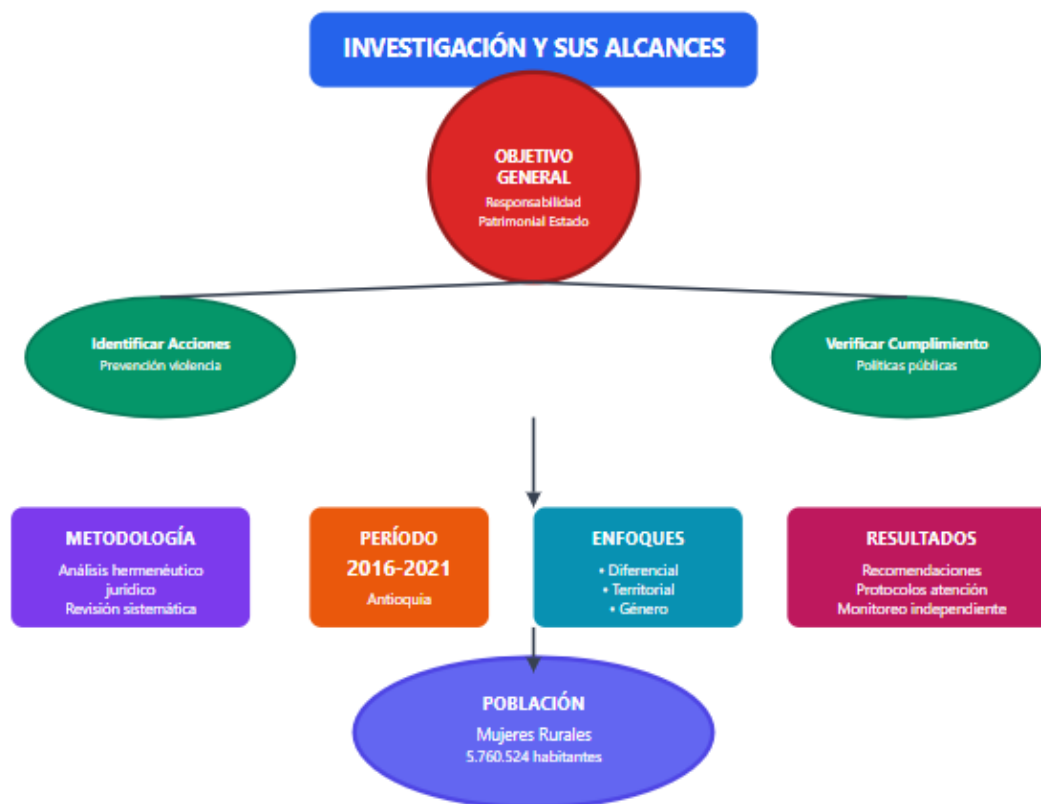 INVESTIGACIÓN Y SUS ALCANCES
OBJETIVO
GENERAL
Responsabilidad
Patrimonial Estado
Identificar Acciones
Prevención violencia
Verificar Cumplimiento
Políticas públicas
METODOLOGÍA
Análisis hermenéutico
jurídico
Revisión sistemática
PERÍODO
2016-2021
Antioquia
ENFOQUES
• Diferencial
• Territorial
• Género
RESULTADOS
Recomendaciones
Protocolos atención
Monitoreo independiente
POBLACIÓN
Mujeres Rurales
5.760.524 habitantes